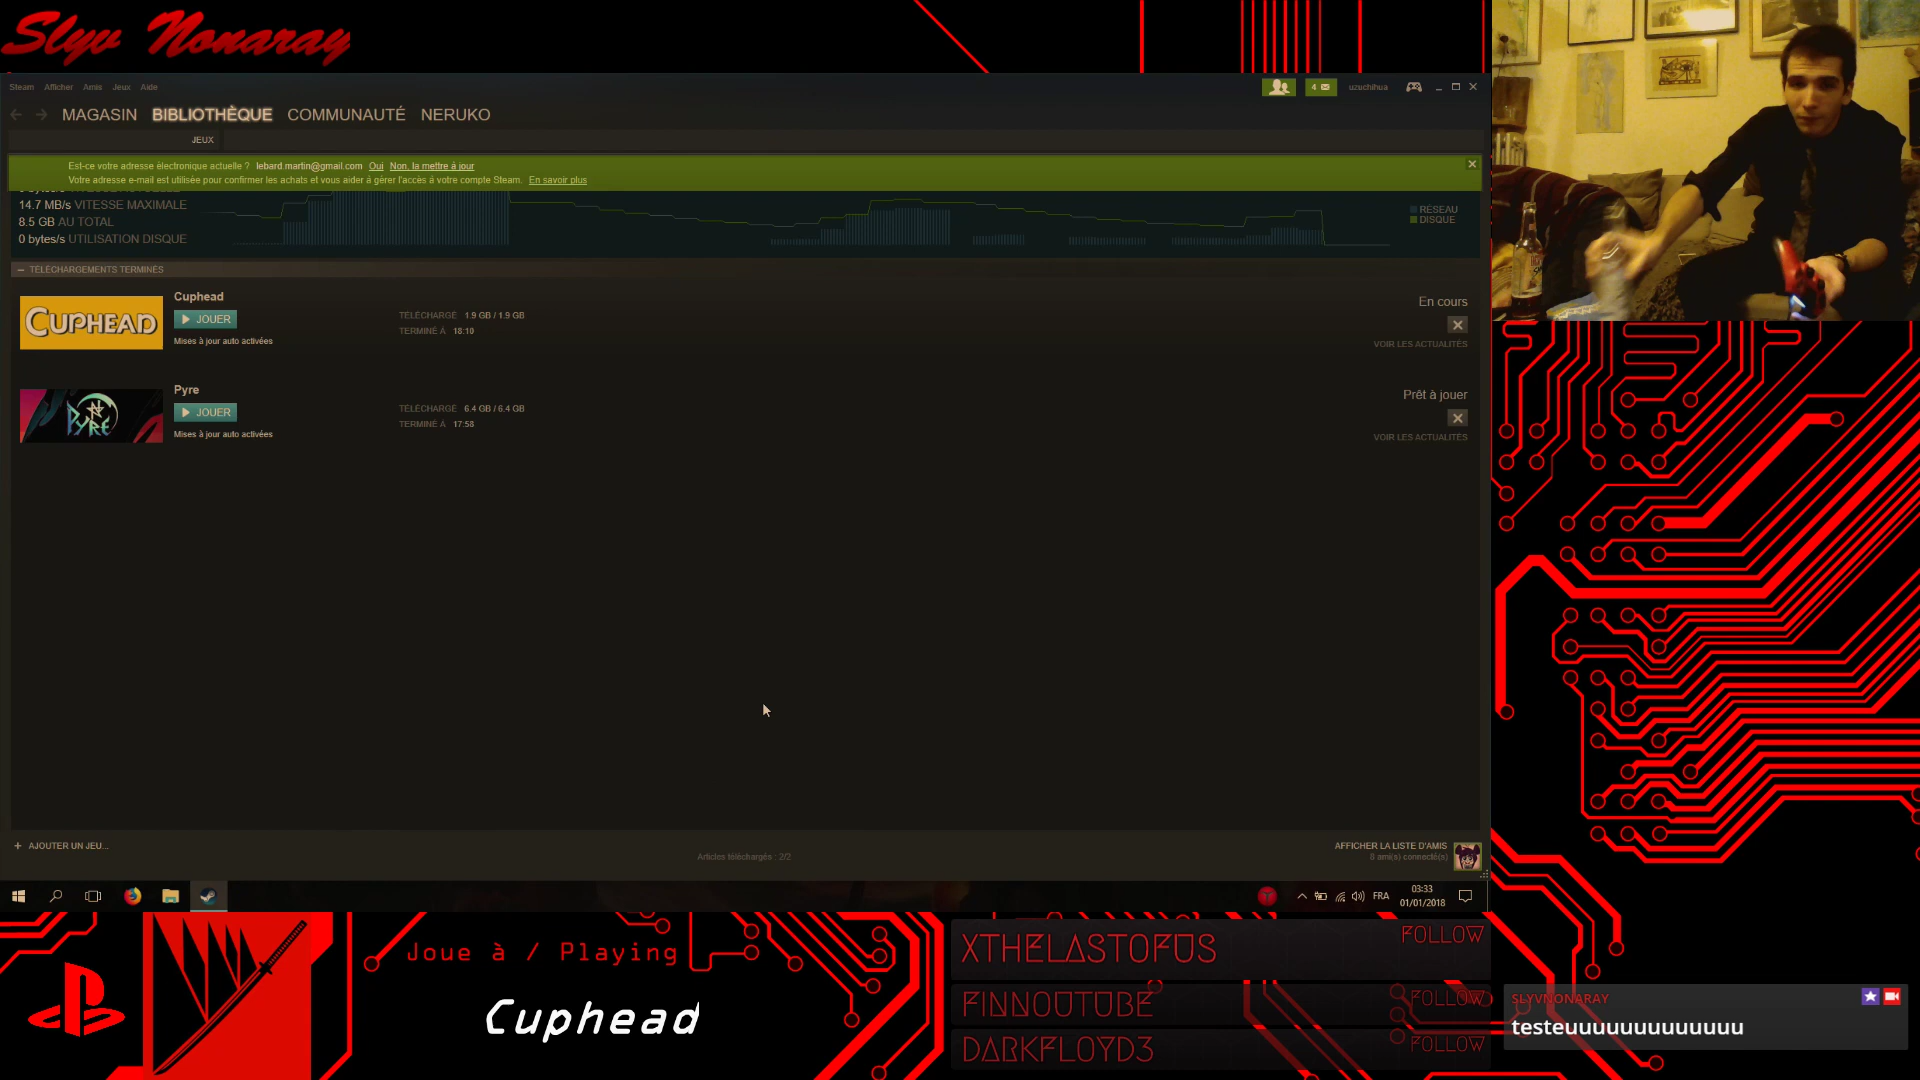 Slyv Nonaray
Steam Afficher Amis Jeux Aide
4
uzuchihua
MAGASIN BIBLIOTHÈQUE COMMUNAUTÉ NERUKO
JEUX
Est-ce votre adresse électronique actuelle ? lebard.martin@gmail.com Oui Non, la mettre à jour
Votre adresse e-mail est utilisée pour confirmer les achats et vous aider à gérer l'accès à votre compte Steam. En savoir plus
14.7 MB/s VITESSE MAXIMALE
8.5 GB AU TOTAL
0 bytes/s UTILISATION DISQUE
RÉSEAU
DISQUE
TÉLÉCHARGEMENTS TERMINÉS
CUPHEAD
Cuphead
JOUER
Mises à jour auto activées
TÉLÉCHARGÉ 1.9 GB / 1.9 GB
TERMINÉ À 18:10
En cours
VOIR LES ACTUALITÉS
PYRE
Pyre
JOUER
Mises à jour auto activées
TÉLÉCHARGÉ 6.4 GB / 6.4 GB
TERMINÉ À 17:58
Prêt à jouer
VOIR LES ACTUALITÉS
+ AJOUTER UN JEU...
Articles téléchargés : 2/2
AFFICHER LA LISTE D'AMIS
8 ami(s) connecté(s)
FRA
03:33
01/01/2018
Joue à / Playing
Cuphead
XTHELASTOFUS FOLLOW
FINNOUTUBE FOLLOW
DARKFLOYD3 FOLLOW
SLYVNONARAY
testeuuuuuuuuuuuuu